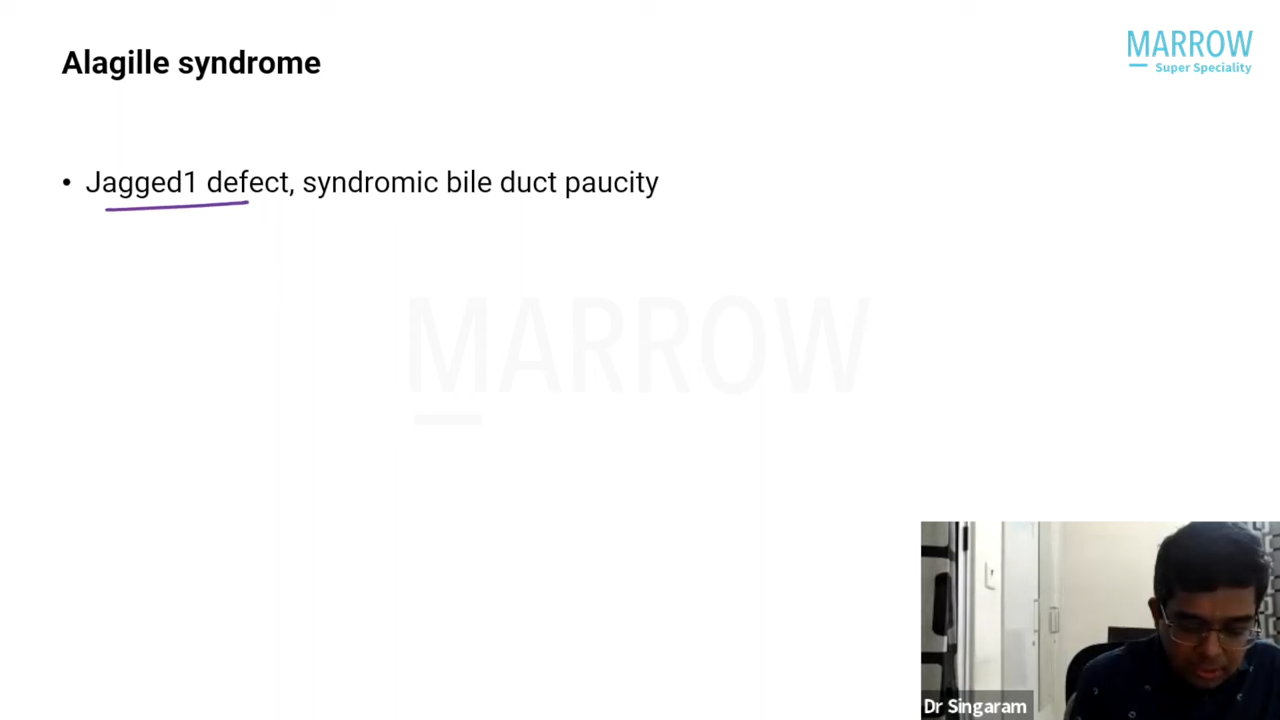 Alagille syndrome
MARROW
Super Speciality
• Jagged1 defect, syndromic bile duct paucity
MARROW
Dr Singaram